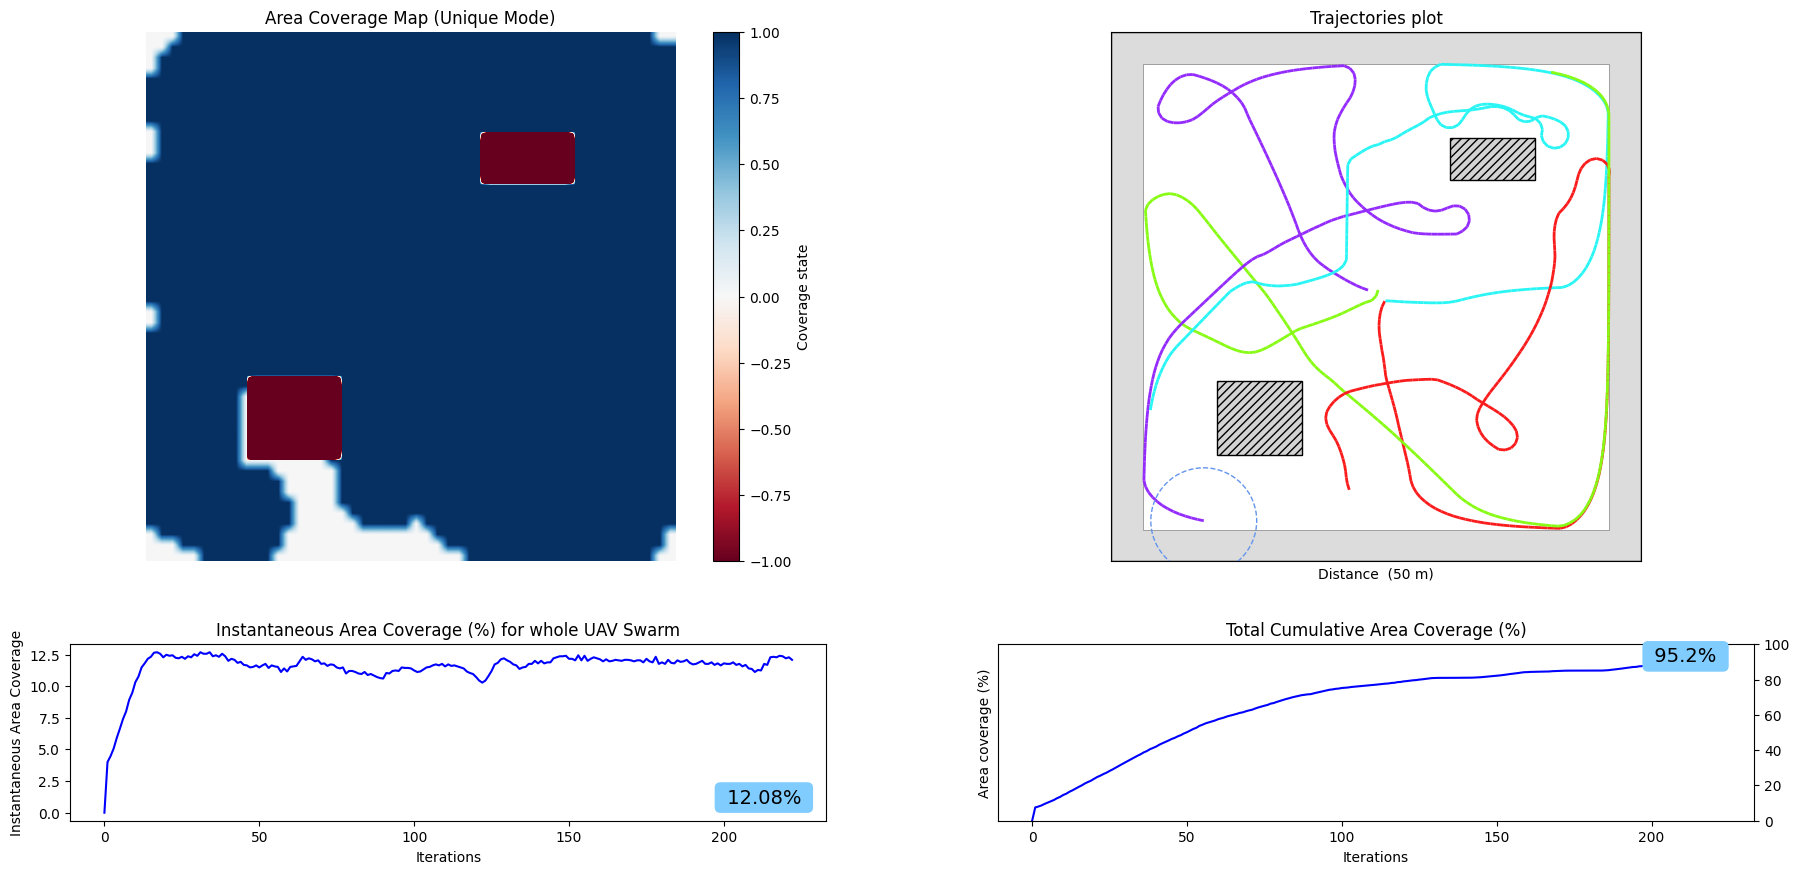 Area Coverage Map (Unique Mode)
1.00
0.75
0.50
0.25
0.00
−0.25
−0.50
−0.75
−1.00
Coverage state
Trajectories plot
Distance  (50 m)
Instantaneous Area Coverage (%) for whole UAV Swarm
Instantaneous Area Coverage
12.5
10.0
7.5
5.0
2.5
0.0
12.08%
0 50 100 150 200
Iterations
Total Cumulative Area Coverage (%)
Area coverage (%)
95.2%
100
80
60
40
20
0
0 50 100 150 200
Iterations